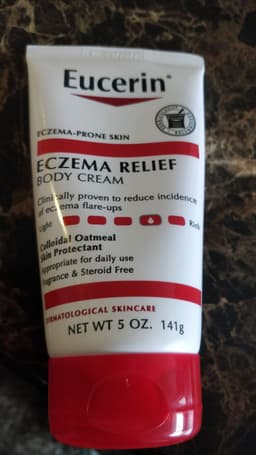 Eucerin®
ECZEMA-PRONE SKIN
ECZEMA RELIEF
BODY CREAM
Clinically proven to reduce incidence
of eczema flare-ups
Light Rich
Colloidal Oatmeal
Skin Protectant
Appropriate for daily use
Fragrance & Steroid Free
DERMATOLOGICAL SKINCARE
NET WT 5 OZ. 141g